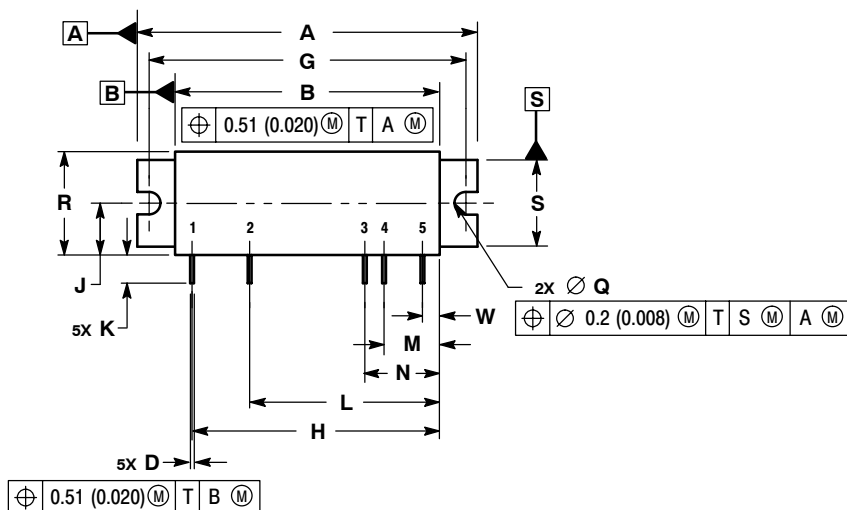 A A
G
B B
S
⌖ 0.51 (0.020) Ⓜ T A Ⓜ
R S
1 2 3 4 5
J
2X ∅ Q
⌖ ∅ 0.2 (0.008) Ⓜ T S Ⓜ A Ⓜ
W
5X K
M
N
L
H
5X D
⌖ 0.51 (0.020) Ⓜ T B Ⓜ